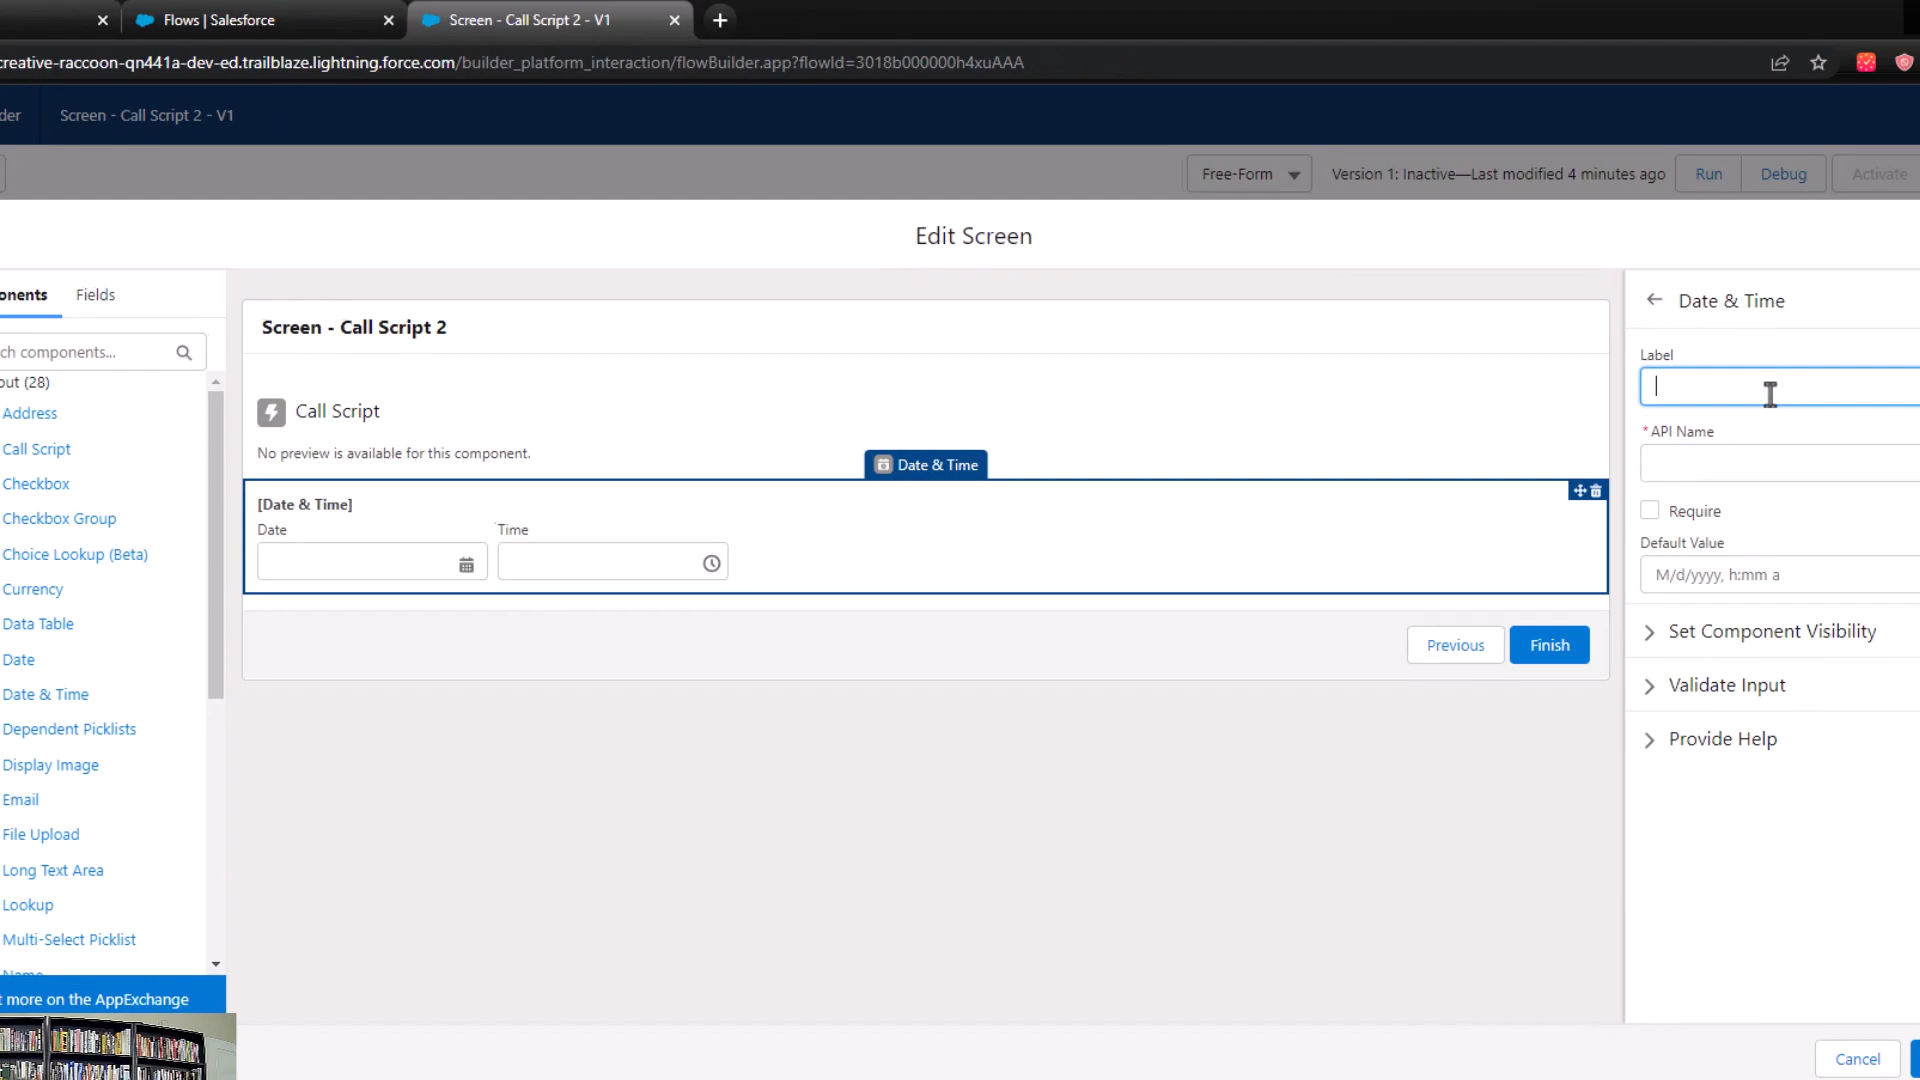 Flows | Salesforce
Screen - Call Script 2 - V1
creative-raccoon-qn441a-dev-ed.trailblaze.lightning.force.com/builder_platform_interaction/flowBuilder.app?flowId=3018b000000h4xuAAA
der
Screen - Call Script 2 - V1
Free-Form
Version 1: Inactive—Last modified 4 minutes ago
Run
Debug
Activate
Edit Screen
onents
Fields
ch components...
out (28)
Address
Call Script
Checkbox
Checkbox Group
Choice Lookup (Beta)
Currency
Data Table
Date
Date & Time
Dependent Picklists
Display Image
Email
File Upload
Long Text Area
Lookup
Multi-Select Picklist
Name
t more on the AppExchange
Screen - Call Script 2
Call Script
No preview is available for this component.
Date & Time
[Date & Time]
Date
Time
Previous
Finish
Date & Time
Label
*API Name
Require
Default Value
M/d/yyyy, h:mm a
Set Component Visibility
Validate Input
Provide Help
Cancel